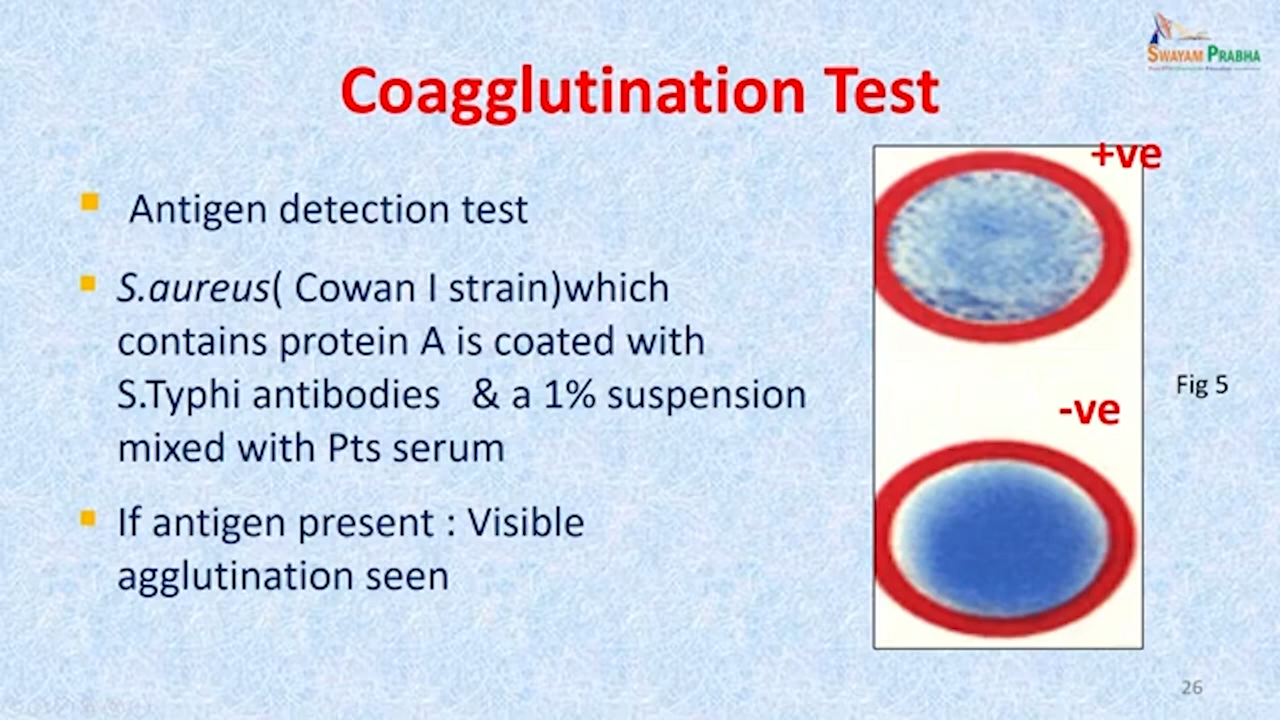 SWAYAM PRABHA
Coagglutination Test
+ve
Antigen detection test
S.aureus( Cowan I strain)which
contains protein A is coated with
S.Typhi antibodies & a 1% suspension
mixed with Pts serum
Fig 5
-ve
If antigen present : Visible
agglutination seen
26